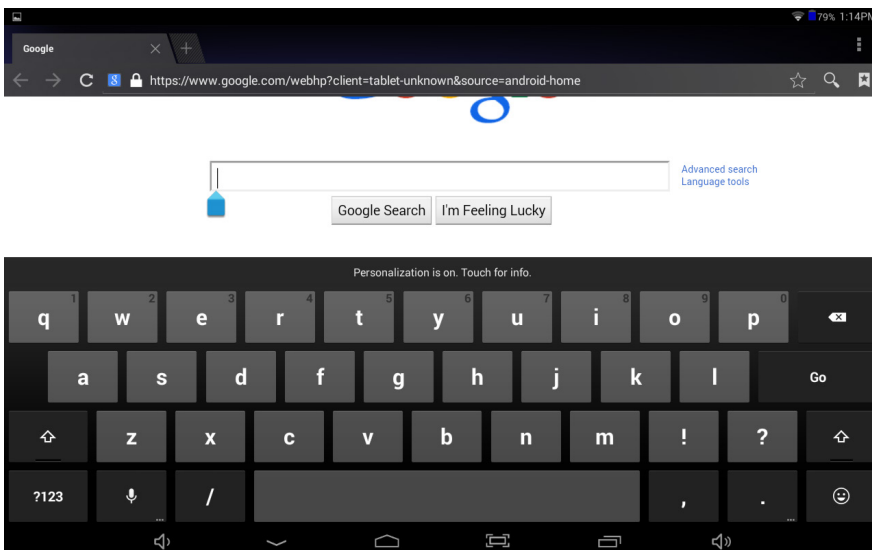 79% 1:14PM
Google
https://www.google.com/webhp?client=tablet-unknown&source=android-home
Advanced search
Language tools
Google Search I'm Feeling Lucky
Personalization is on. Touch for info.
1 2 3 4 5 6 7 8 9 0
q w e r t y u i o p
a s d f g h j k l Go
z x c v b n m ! ?
?123 / , .